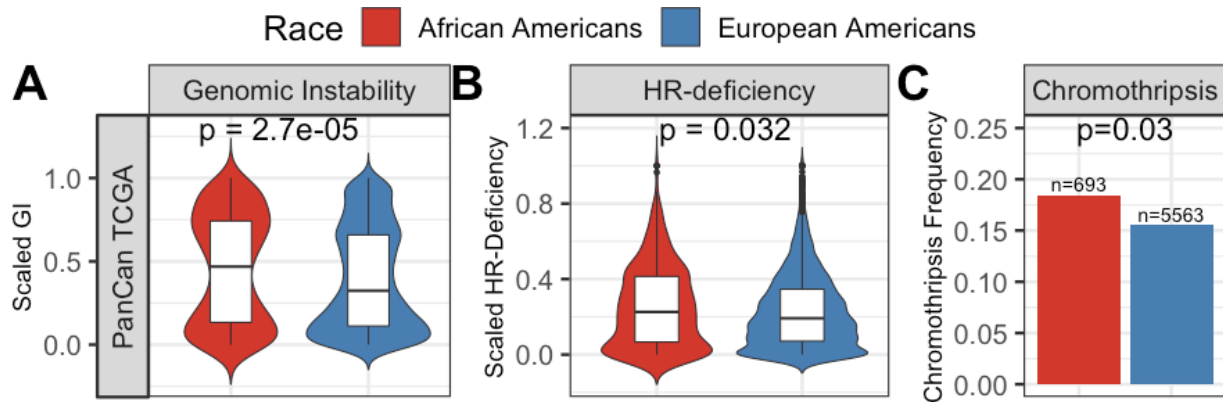 Race African Americans European Americans
A
Genomic Instability
p = 2.7e-05
PanCan TCGA
Scaled GI
1.0
0.5
0.0
B
HR-deficiency
p = 0.032
Scaled HR-Deficiency
1.2
0.8
0.4
0.0
C
Chromothripsis
p=0.03
Chromothripsis Frequency
0.25
0.20
0.15
0.10
0.05
0.00
n=693
n=5563